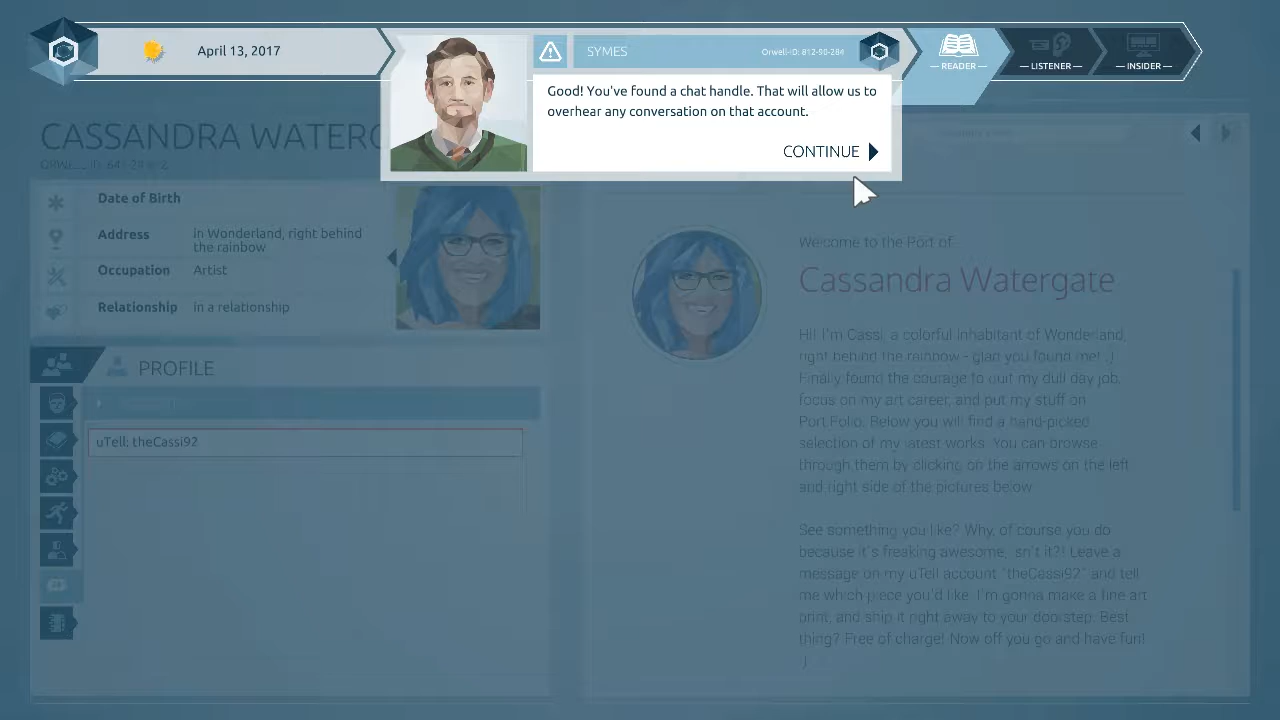 April 13, 2017
SYMES
Orwell-ID: 812-50-284
— READER —
— LISTENER —
— INSIDER —
Good! You've found a chat handle. That will allow us to
overhear any conversation on that account.
CONTINUE
CASSANDRA
Date of Birth
Address
in Wonderland, right behind
the rainbow
Occupation
Artist
Relationship
in a relationship
PROFILE
uTell: theCassi92
Welcome to the Port of:
Cassandra Watergate
Hi! I'm Cassi, a colorful inhabitant of Wonderland,
right behind the rainbow - glad you found me! ;)
Finally found the courage to quit my dull day job,
focus on my art career, and put my stuff on
Port Folio. Below you will find a hand-picked
selection of my latest works. You can browse
through them by clicking on the arrows on the left
and right side of the pictures below.
See something you like? Why, of course you do
because it's freaking awesome, isn't it?! Leave a
message on my uTell account "theCassi92" and tell
me which piece you'd like. I'm gonna make a fine art
print, and ship it right away to your doorstep. Best
thing? Free of charge! Now off you go and have fun!